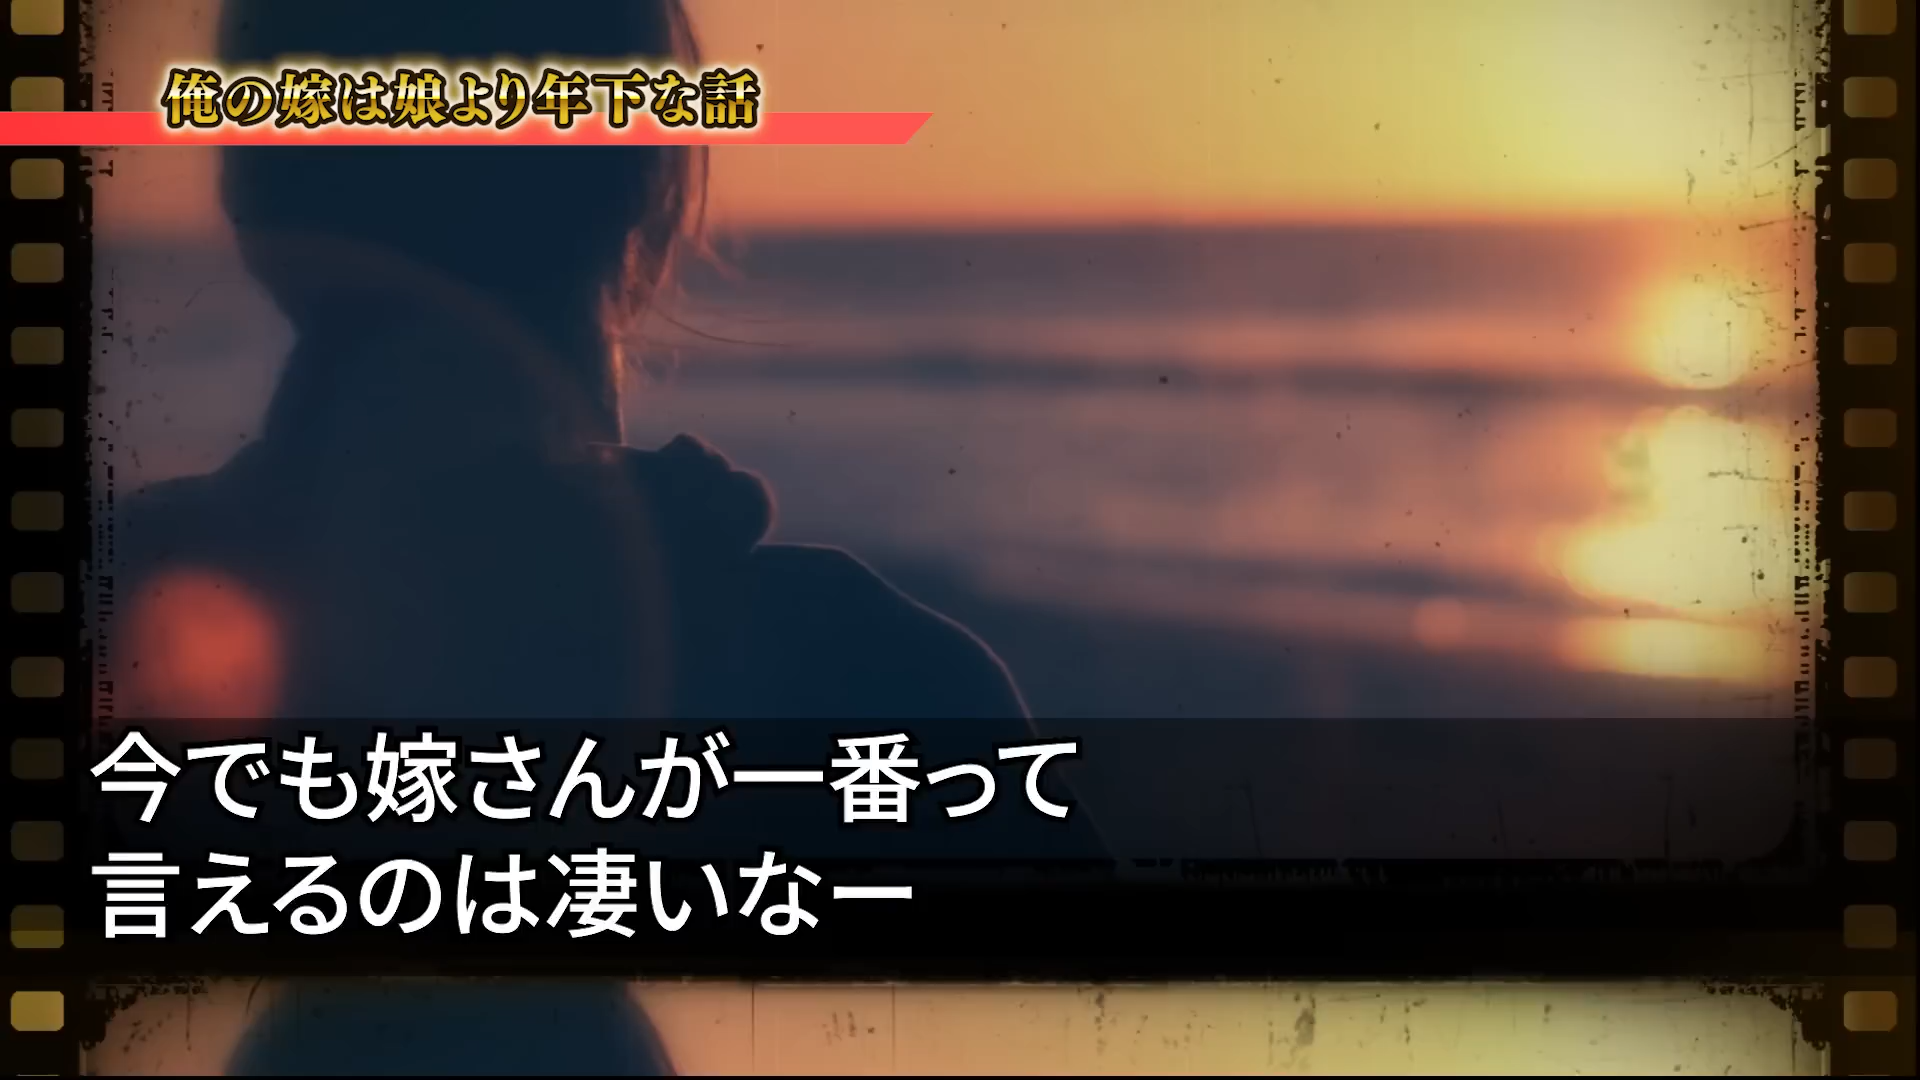 俺の嫁は娘より年下な話
今でも嫁さんが一番って
言えるのは凄いなー